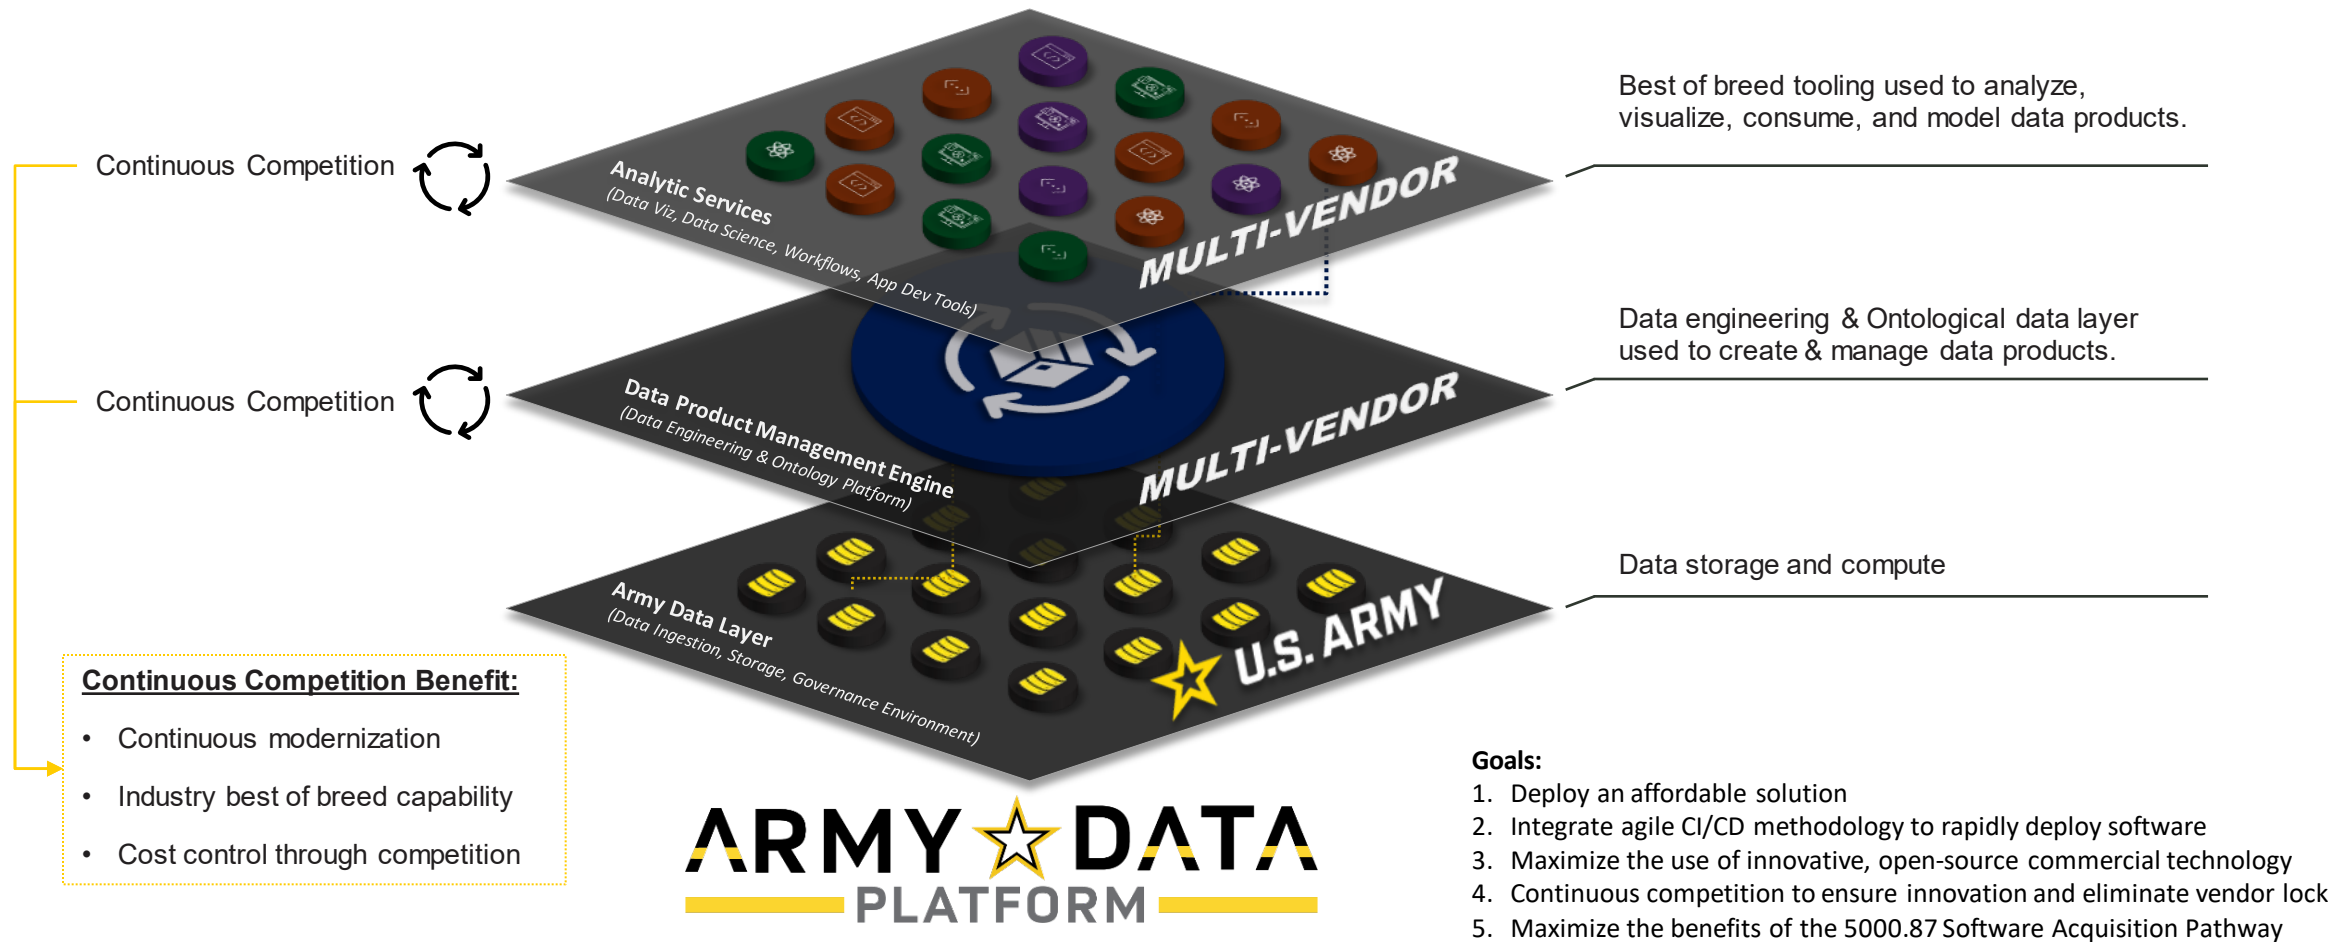 Best of breed tooling used to analyze,
visualize, consume, and model data products.
Continuous Competition
Analytic Services
(Data Viz, Data Science, Workflows, App Dev Tools)
MULTI-VENDOR
Data engineering & Ontological data layer
used to create & manage data products.
Continuous Competition
Data Product Management Engine
(Data Engineering & Ontology Platform)
MULTI-VENDOR
Data storage and compute
Army Data Layer
(Data Ingestion, Storage, Governance Environment)
U.S. ARMY
Continuous Competition Benefit:
• Continuous modernization
• Industry best of breed capability
• Cost control through competition
ARMY DATA
PLATFORM
Goals:
1. Deploy an affordable solution
2. Integrate agile CI/CD methodology to rapidly deploy software
3. Maximize the use of innovative, open-source commercial technology
4. Continuous competition to ensure innovation and eliminate vendor lock
5. Maximize the benefits of the 5000.87 Software Acquisition Pathway